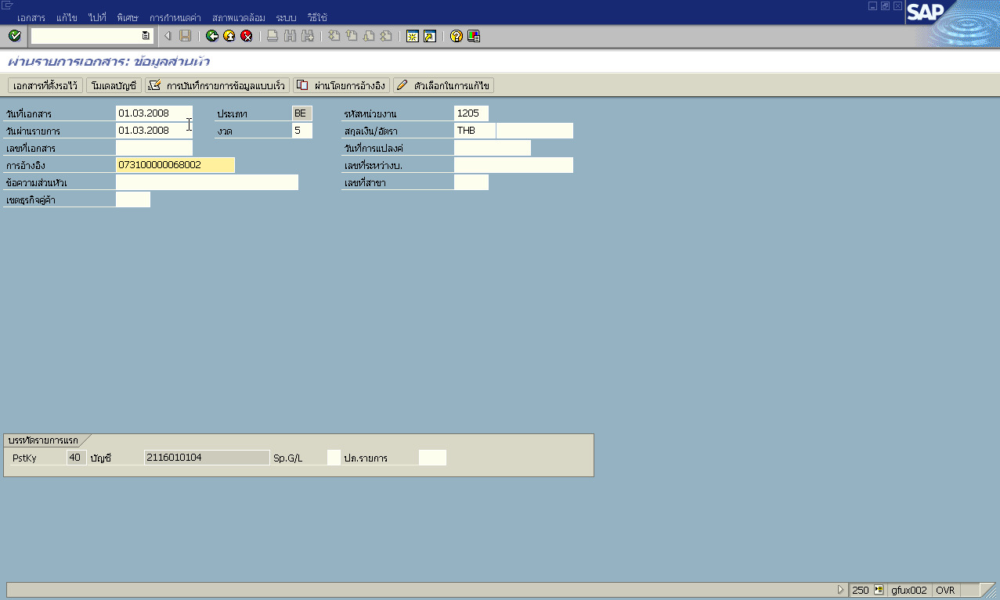 เอกสาร แก้ไข ไปที่ พิเศษ การกำหนดค่า สภาพแวดล้อม ระบบ วิธีใช้
SAP
ผ่านรายการเอกสาร: ข้อมูลส่วนหัว
เอกสารที่ตั้งรอไว้ โมเดลบัญชี การบันทึกรายการข้อมูลแบบเร็ว ผ่านโดยการอ้างอิง ตัวเลือกในการแก้ไข
วันที่เอกสาร 01.03.2008 ประเภท BE รหัสหน่วยงาน 1205
วันผ่านรายการ 01.03.2008 งวด 5 สกุลเงิน/อัตรา THB
เลขที่เอกสาร วันที่การแปลงค่
การอ้างอิง 073100000068002 เลขที่ระหว่างบ.
ข้อความส่วนหัวเ เลขที่สาขา
เขตธุรกิจคู่ค้า
บรรทัดรายการแรก
PstKy 40 บัญชี 2116010104 Sp.G/L ปภ.รายการ
250 gfux002 OVR